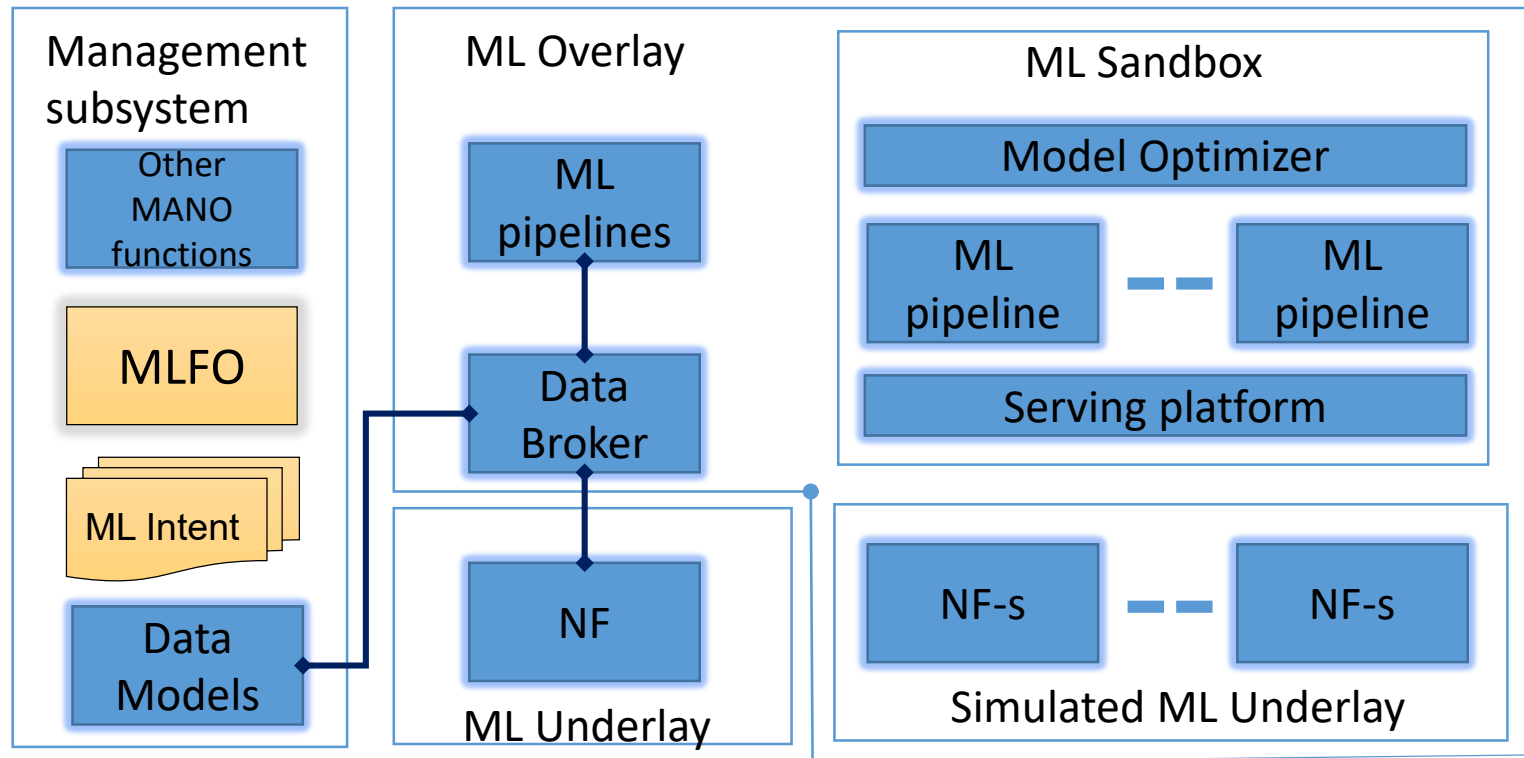 Management
subsystem
Other
MANO
functions
MLFO
ML Intent
Data
Models
ML Overlay
ML
pipelines
Data
Broker
NF
ML Underlay
ML Sandbox
Model Optimizer
ML
pipeline
ML
pipeline
Serving platform
NF-s
NF-s
Simulated ML Underlay